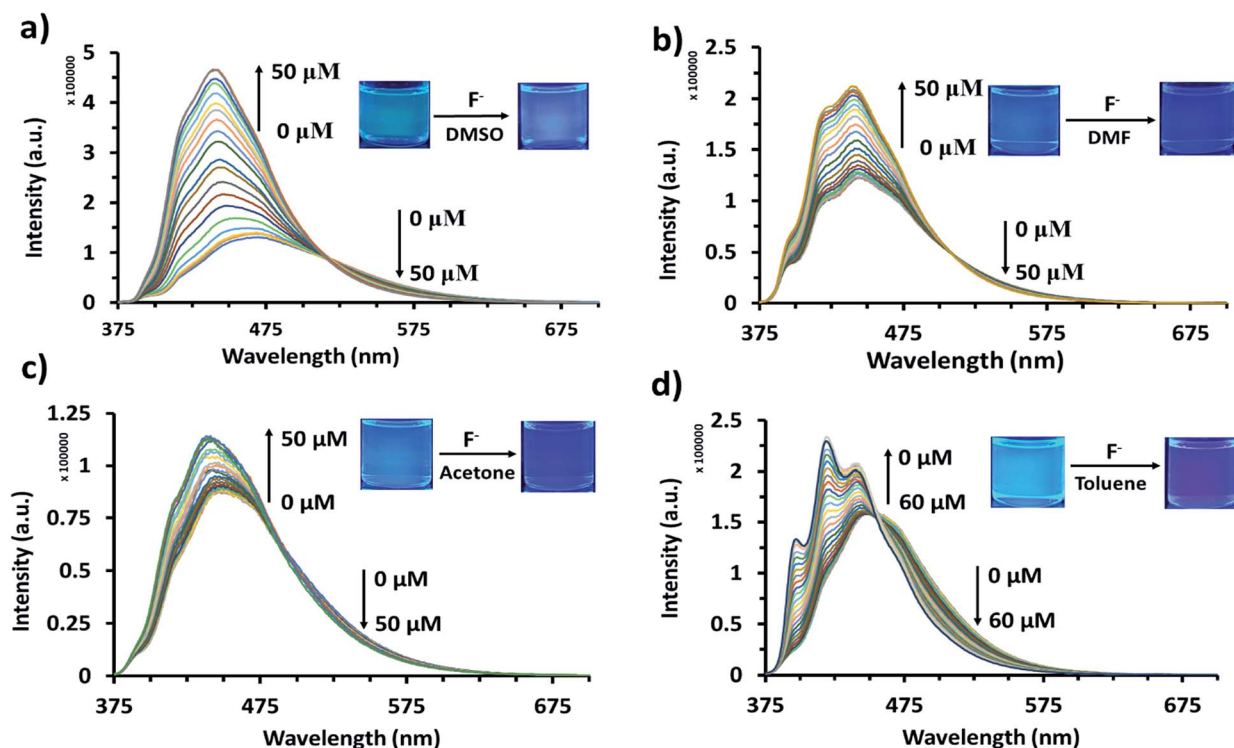 a)
5
4
3
2
1
0
x 100000
Intensity (a.u.)
50 μM
0 μM
F-
DMSO
0 μM
50 μM
375
475
575
675
Wavelength (nm)
b)
2.5
2
1.5
1
0.5
0
x 100000
Intensity (a.u.)
50 μM
0 μM
F-
DMF
0 μM
50 μM
375
475
575
675
Wavelength (nm)
c)
1.25
1
0.75
0.5
0.25
0
x 100000
Intensity (a.u.)
50 μM
0 μM
F-
Acetone
0 μM
50 μM
375
475
575
675
Wavelength (nm)
d)
2.5
2
1.5
1
0.5
0
x 100000
Intensity (a.u.)
0 μM
60 μM
F-
Toluene
0 μM
60 μM
375
475
575
675
Wavelength (nm)